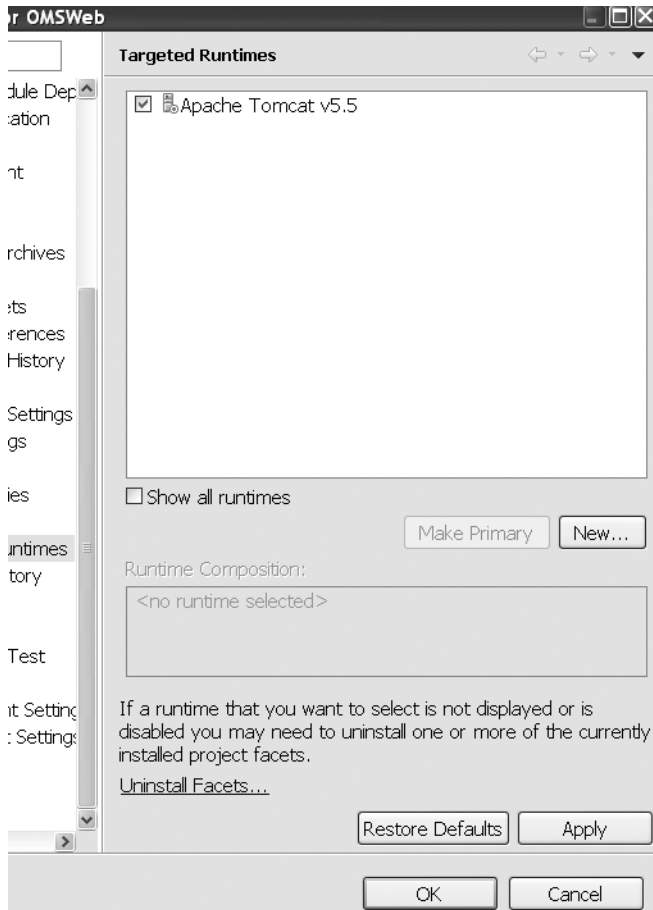 or OMSWeb
Targeted Runtimes
dule Dep
cation
nt
rchives
ets
erences
History
Settings
gs
ies
untimes
tory
Test
nt Setting
t Settings
Apache Tomcat v5.5
Show all runtimes
Make Primary
New...
Runtime Composition:
<no runtime selected>
If a runtime that you want to select is not displayed or is
disabled you may need to uninstall one or more of the currently
installed project facets.
Uninstall Facets...
Restore Defaults
Apply
OK
Cancel